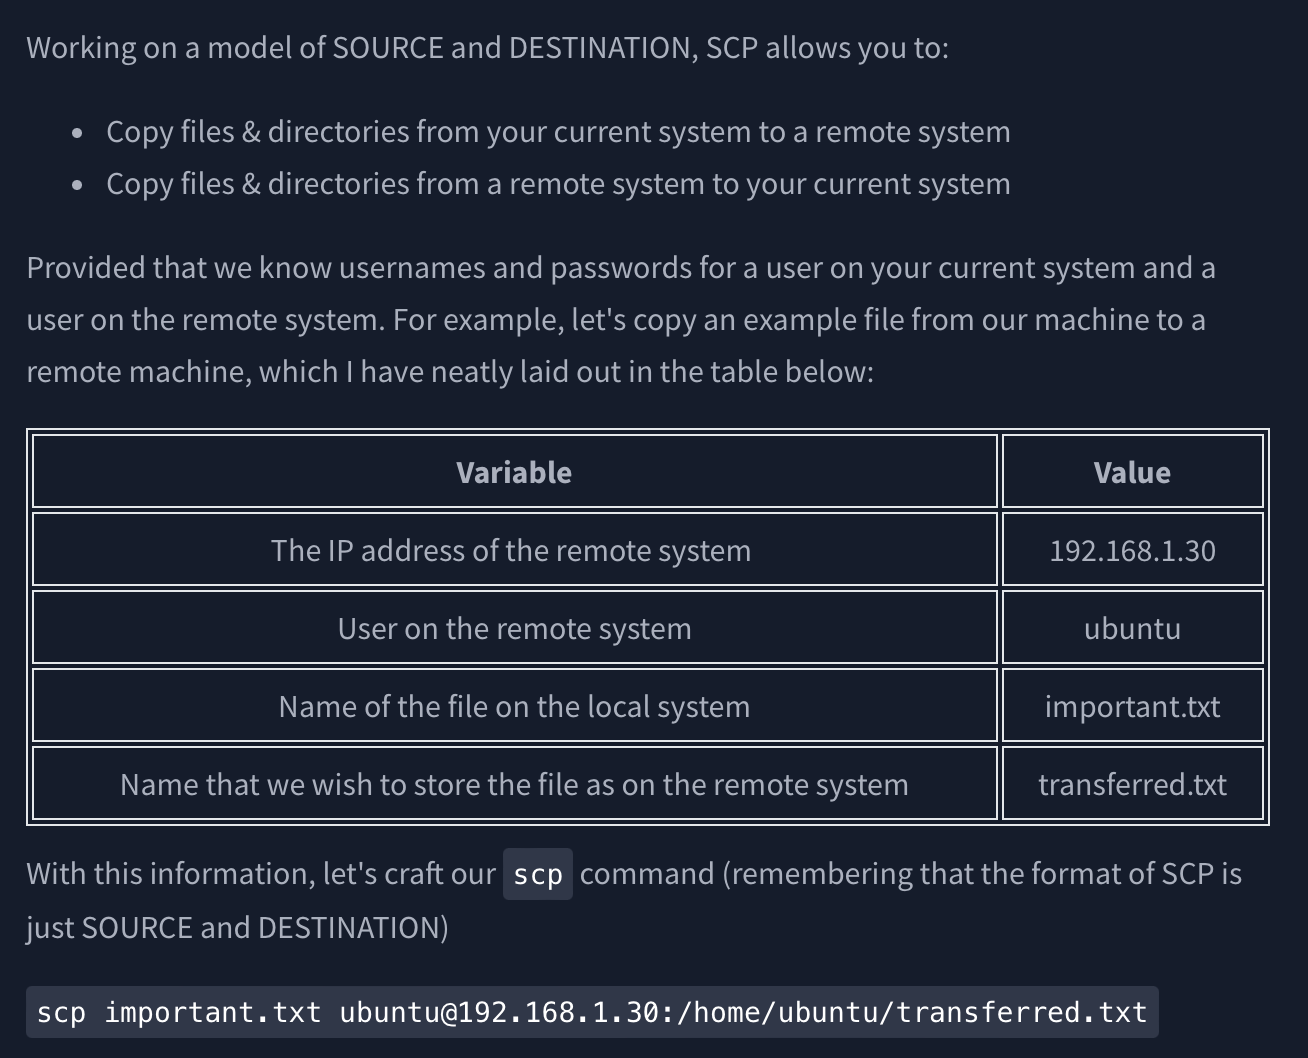 Working on a model of SOURCE and DESTINATION, SCP allows you to:
• Copy files & directories from your current system to a remote system
• Copy files & directories from a remote system to your current system
Provided that we know usernames and passwords for a user on your current system and a
user on the remote system. For example, let's copy an example file from our machine to a
remote machine, which I have neatly laid out in the table below:
Variable Value
The IP address of the remote system 192.168.1.30
User on the remote system ubuntu
Name of the file on the local system important.txt
Name that we wish to store the file as on the remote system transferred.txt
With this information, let's craft our scp command (remembering that the format of SCP is
just SOURCE and DESTINATION)
scp important.txt ubuntu@192.168.1.30:/home/ubuntu/transferred.txt